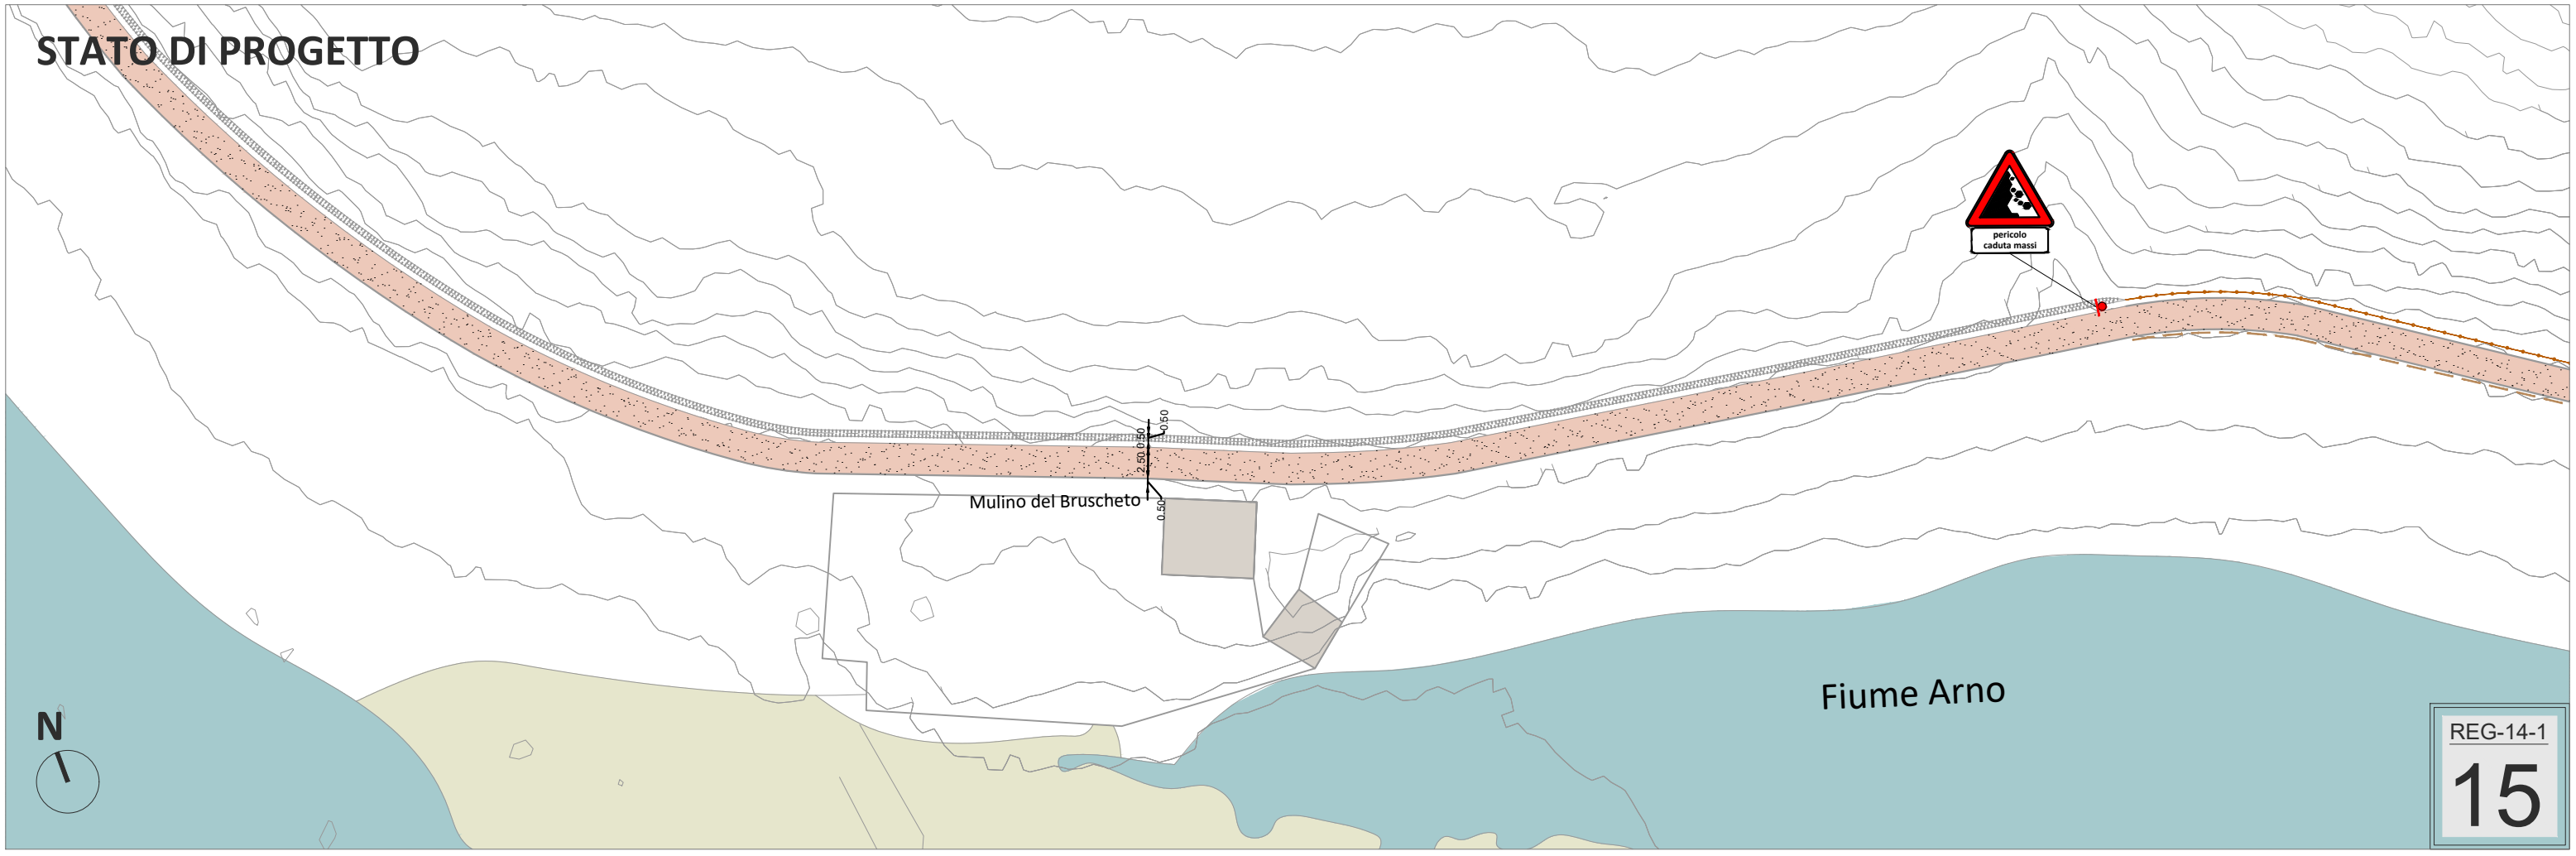 STATO DI PROGETTO
pericolo
caduta massi
0.50
0.50
2.50
0.50
Mulino del Bruscheto
Fiume Arno
N
REG-14-1
15